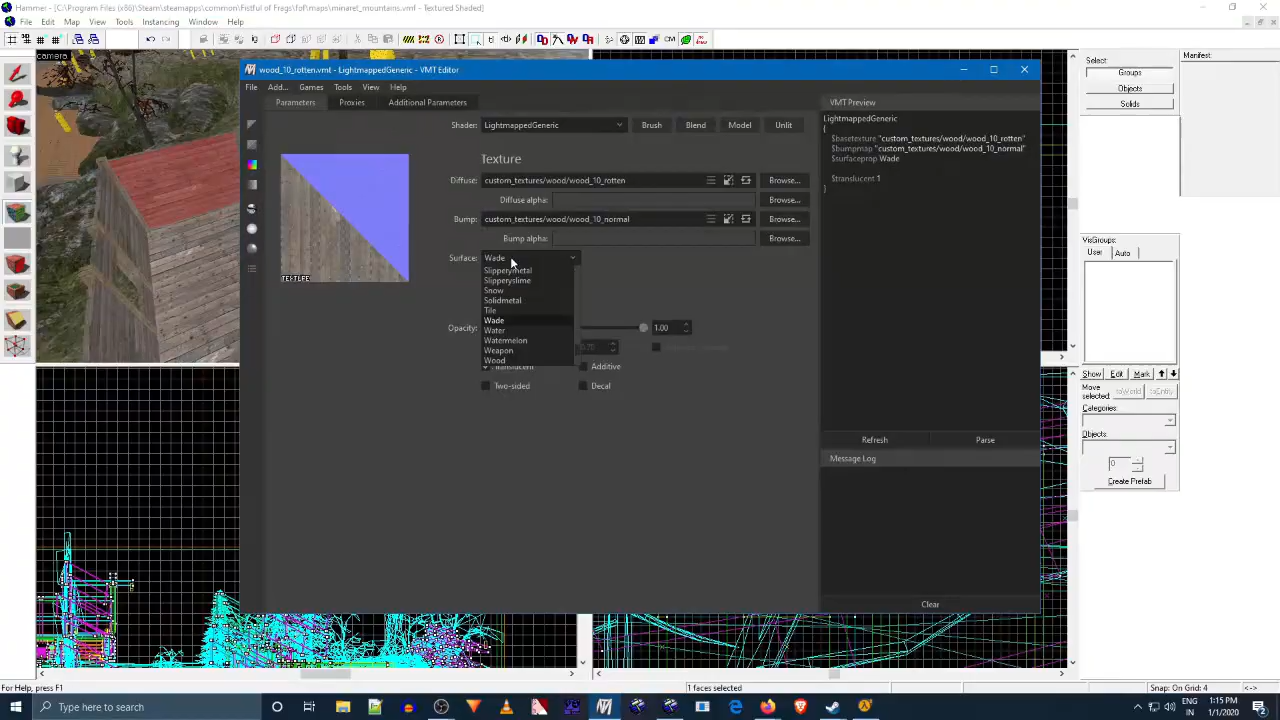 Hammer - [C:\Program Files (x86)\Steam\steamapps\common\Fistful of Frags\fof\maps\minaret_mountains.vmf - Textured Shaded]
File Edit Map View Tools Instancing Window Help
camera
wood_10_rotten.vmt - LightmappedGeneric - VMT Editor
File Add... Games Tools View Help
Parameters Proxies Additional Parameters
Shader: LightmappedGeneric Brush Blend Model Unlit
Texture
Diffuse: custom_textures/wood/wood_10_rotten Browse...
Diffuse alpha: Browse...
Bump: custom_textures/wood/wood_10_normal Browse...
Bump alpha: Browse...
Surface: Wade
Slipperymetal
Slipperyslime
Snow
Solidmetal
Tile
Wade
Water
Watermelon
Weapon
Wood
TEXTURE
Opacity: 1.00
Additive
Two-sided Decal
VMT Preview
LightmappedGeneric
{
$basetexture "custom_textures/wood/wood_10_rotten"
$bumpmap "custom_textures/wood/wood_10_normal"
$surfaceprop Wade
$translucent 1
}
Refresh Parse
Message Log
Clear
Select:
Groups
Objects
Solids
Manifest:
VisGroups:
User Auto
Show Edit Mark
Move selected: toWorld toEntity
Categories:
Objects:
0
Create Prefab
For Help, press F1
1 faces selected
Snap: On Grid: 4 <->
Type here to search
ENG
IN
1:15 PM
1/1/2020
2